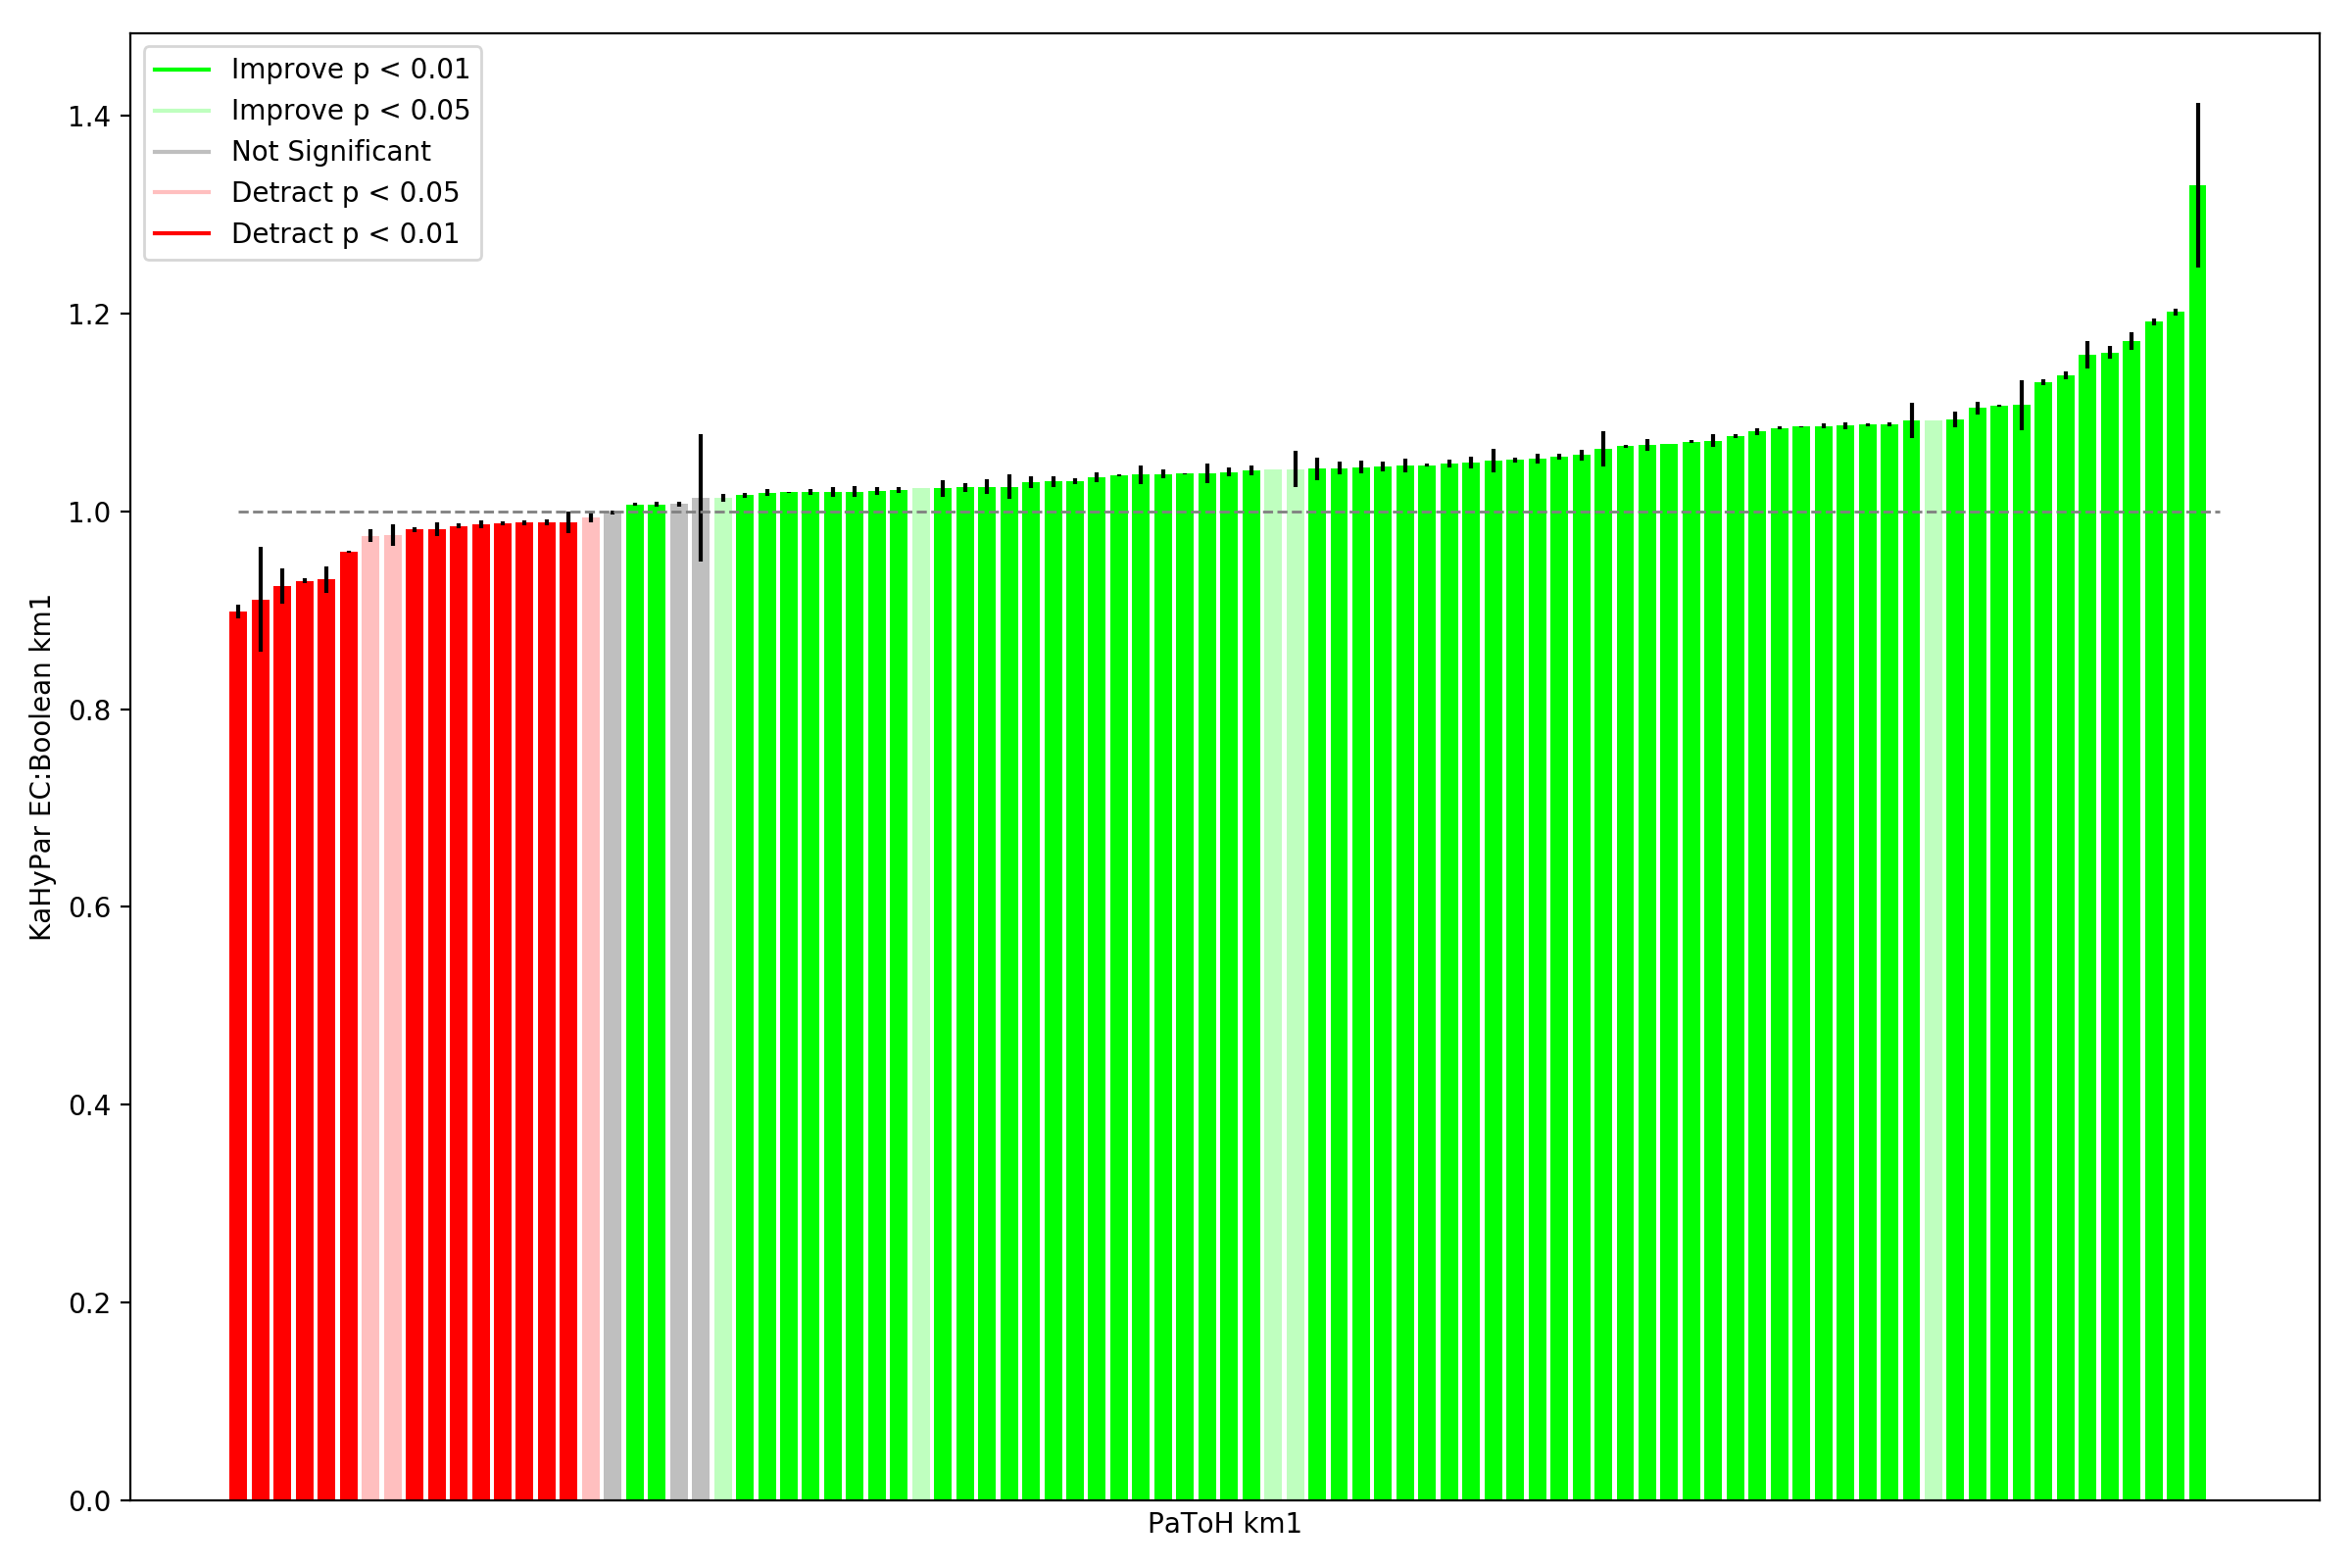 Improve p < 0.01
Improve p < 0.05
Not Significant
Detract p < 0.05
Detract p < 0.01
KaHyPar EC:Boolean km1
1.4
1.2
1.0
0.8
0.6
0.4
0.2
0.0
PaToH km1